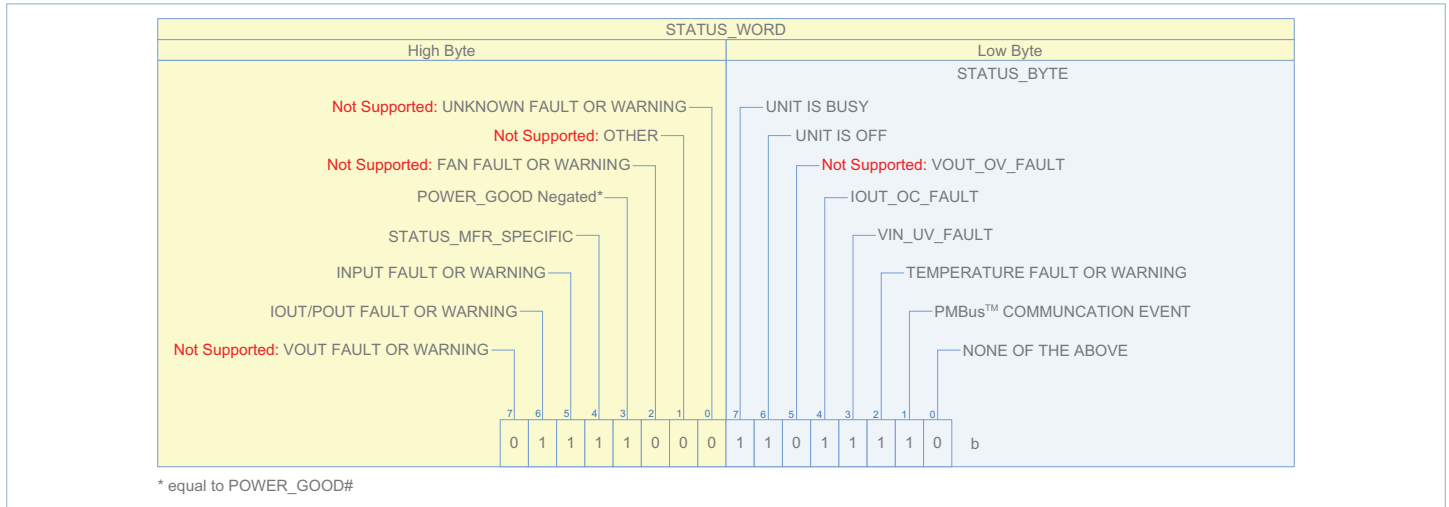 STATUS_WORD
High Byte
Low Byte
STATUS_BYTE
Not Supported: UNKNOWN FAULT OR WARNING
UNIT IS BUSY
Not Supported: OTHER
UNIT IS OFF
Not Supported: FAN FAULT OR WARNING
Not Supported: VOUT_OV_FAULT
POWER_GOOD Negated*
IOUT_OC_FAULT
STATUS_MFR_SPECIFIC
VIN_UV_FAULT
INPUT FAULT OR WARNING
TEMPERATURE FAULT OR WARNING
IOUT/POUT FAULT OR WARNING
PMBus™ COMMUNCATION EVENT
Not Supported: VOUT FAULT OR WARNING
NONE OF THE ABOVE
7 6 5 4 3 2 1 0 7 6 5 4 3 2 1 0
0 1 1 1 1 0 0 0 1 1 0 1 1 1 1 0 b
* equal to POWER_GOOD#